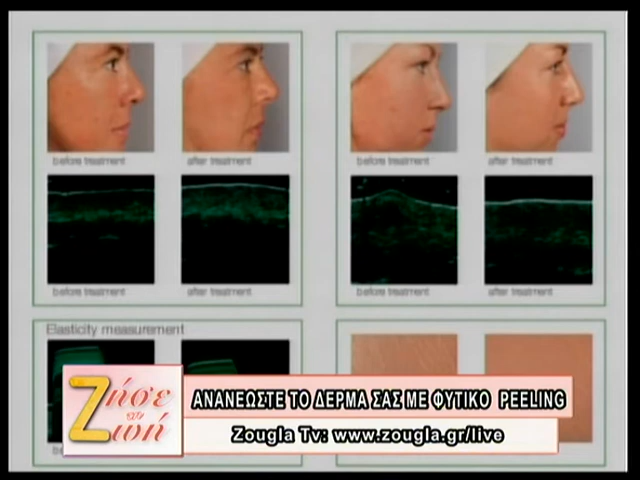 before treatment
after treatment
before treatment
after treatment
before treatment
after treatment
before treatment
after treatment
Elasticity measurement
Ζήσε
την
Ζωή
ΑΝΑΝΕΩΣΤΕ ΤΟ ΔΕΡΜΑ ΣΑΣ ΜΕ ΦΥΤΙΚΟ PEELING
Zougla Tv: www.zougla.gr/live